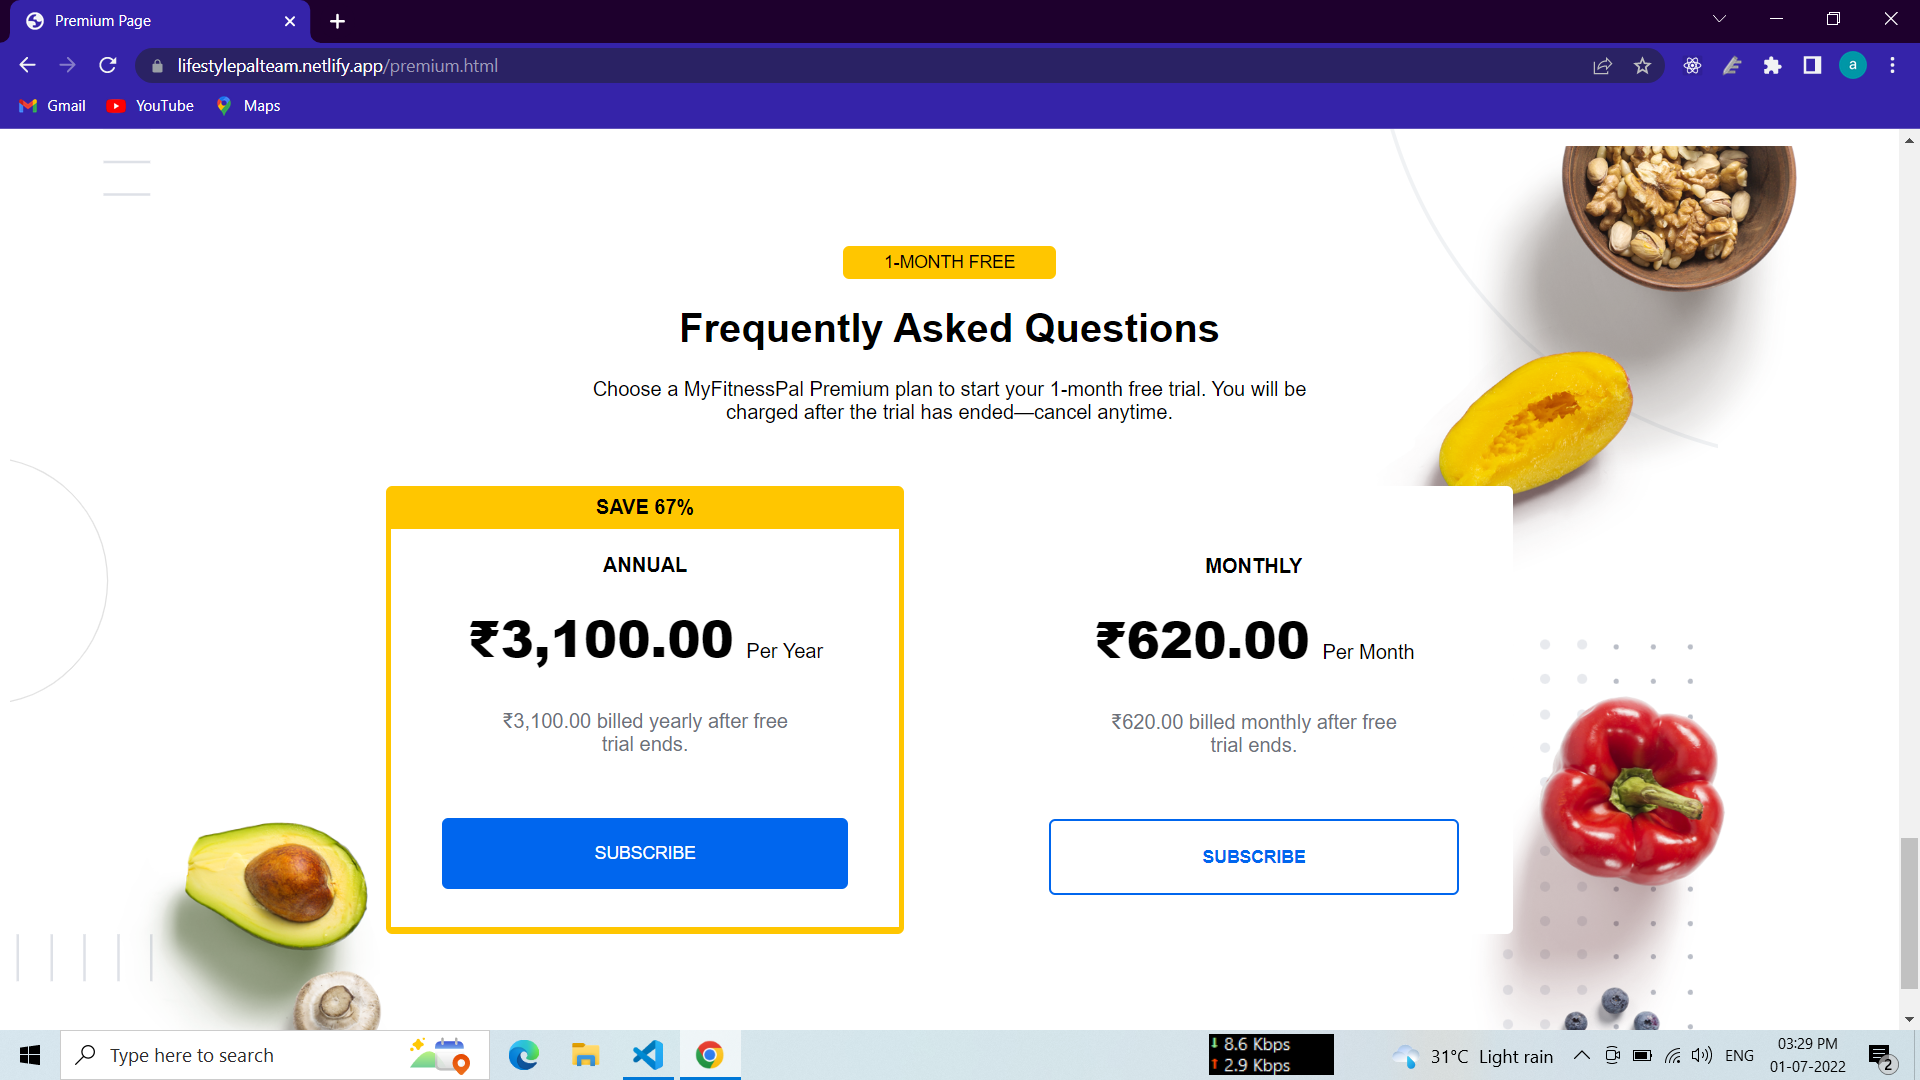 Premium Page
lifestylepalteam.netlify.app/premium.html
a
Gmail YouTube Maps
1-MONTH FREE
Frequently Asked Questions
Choose a MyFitnessPal Premium plan to start your 1-month free trial. You will be
charged after the trial has ended—cancel anytime.
SAVE 67%
ANNUAL
₹3,100.00 Per Year
₹3,100.00 billed yearly after free
trial ends.
SUBSCRIBE
MONTHLY
₹620.00 Per Month
₹620.00 billed monthly after free
trial ends.
SUBSCRIBE
Type here to search
8.6 Kbps
2.9 Kbps
31°C Light rain
ENG
03:29 PM
01-07-2022
2